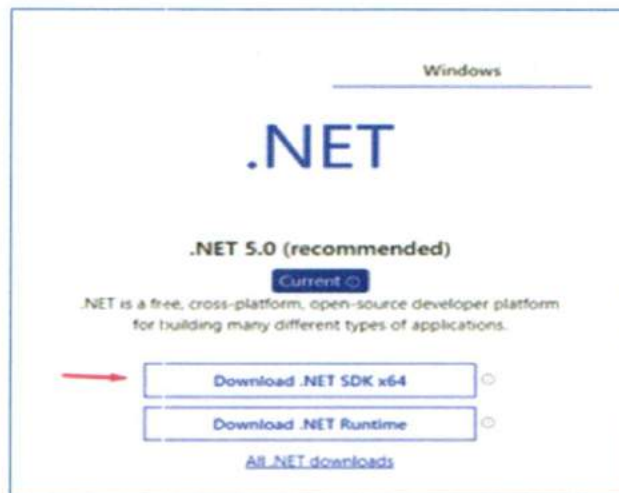 Windows
.NET
.NET 5.0 (recommended)
Current
.NET is a free, cross-platform, open-source developer platform
for building many different types of applications.
Download .NET SDK x64
Download .NET Runtime
All .NET downloads